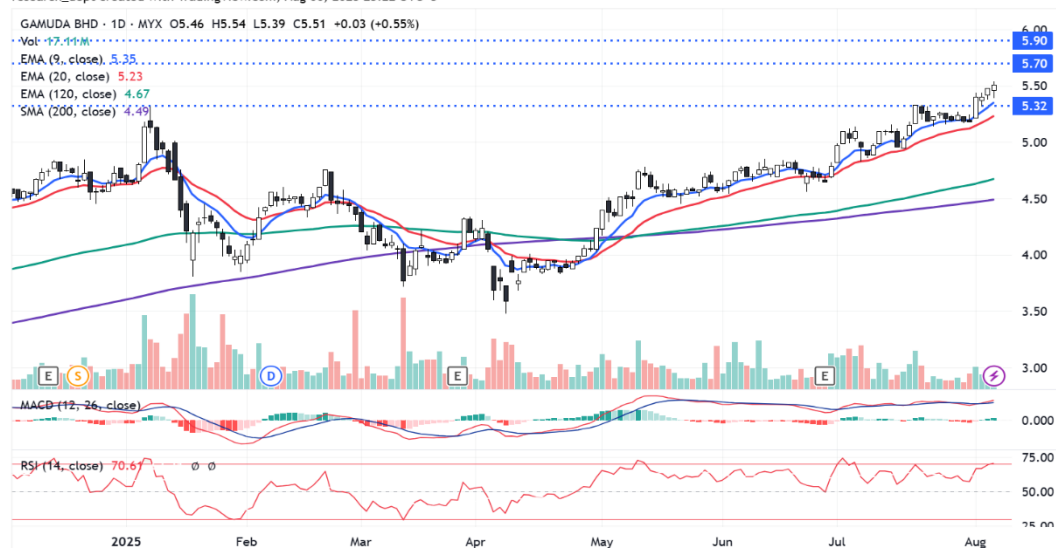 GAMUDA BHD · 1D · MYX O5.46 H5.54 L5.39 C5.51 +0.03 (+0.55%)
Vol 17.11M
EMA (9, close) 5.35
EMA (20, close) 5.23
EMA (120, close) 4.67
SMA (200, close) 4.49
6.00
5.90
5.70
5.50
5.32
5.00
4.50
4.00
3.50
3.00
E S D E E
MACD (12, 26, close)
0.000
RSI (14, close) 70.61 Ø Ø
75.00
50.00
25.00
2025 Feb Mar Apr May Jun Jul Aug